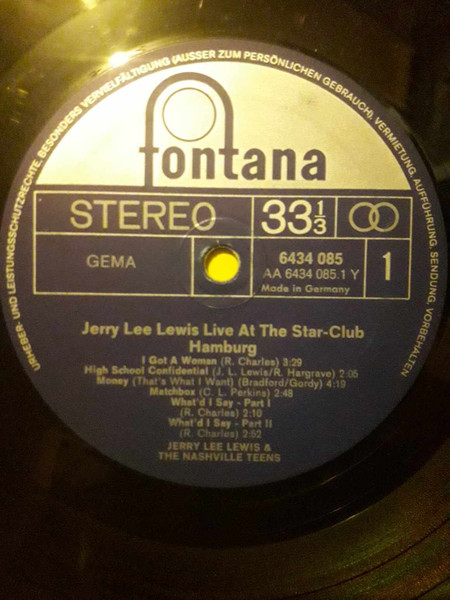 URHEBER- UND LEISTUNGSSCHUTZRECHTE, BESONDERS VERVIELFÄLTIGUNG (AUSSER ZUM PERSÖNLICHEN GEBRAUCH), VERMIETUNG, AUFFÜHRUNG, SENDUNG, VORBEHALTEN
fontana
STEREO
33 1/3
GEMA
6434 085
AA 6434 085.1 Y
Made in Germany
1
Jerry Lee Lewis Live At The Star-Club
Hamburg
I Got A Woman (R. Charles) 3:29
High School Confidential (J. L. Lewis/R. Hargrave) 2:05
Money (That's What I Want) (Bradford/Gordy) 4:19
Matchbox (C. L. Perkins) 2:48
What'd I Say - Part I
(R. Charles) 2:10
What'd I Say - Part II
(R. Charles) 2:52
JERRY LEE LEWIS &
THE NASHVILLE TEENS